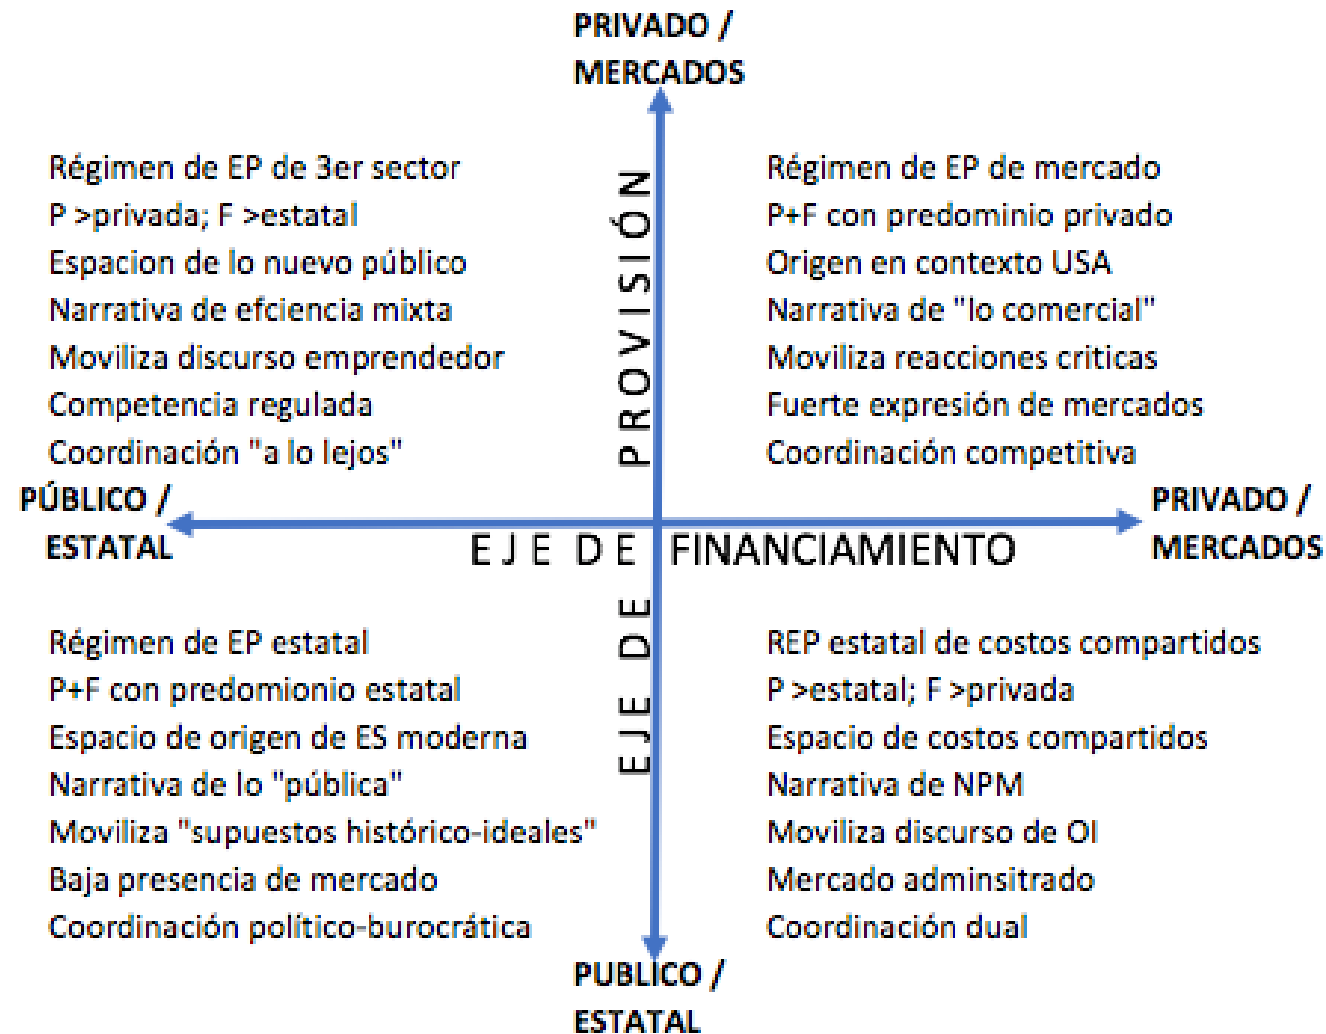 PRIVADO /
MERCADOS
Régimen de EP de 3er sector
P >privada; F >estatal
Espacion de lo nuevo público
Narrativa de efciencia mixta
Moviliza discurso emprendedor
Competencia regulada
Coordinación "a lo lejos"
Régimen de EP de mercado
P+F con predominio privado
Origen en contexto USA
Narrativa de "lo comercial"
Moviliza reacciones criticas
Fuerte expresión de mercados
Coordinación competitiva
PÚBLICO /
ESTATAL
EJE DE FINANCIAMIENTO
PRIVADO /
MERCADOS
EJE DE PROVISIÓN
Régimen de EP estatal
P+F con predomionio estatal
Espacio de origen de ES moderna
Narrativa de lo "pública"
Moviliza "supuestos histórico-ideales"
Baja presencia de mercado
Coordinación político-burocrática
REP estatal de costos compartidos
P >estatal; F >privada
Espacio de costos compartidos
Narrativa de NPM
Moviliza discurso de OI
Mercado adminsitrado
Coordinación dual
PUBLICO /
ESTATAL